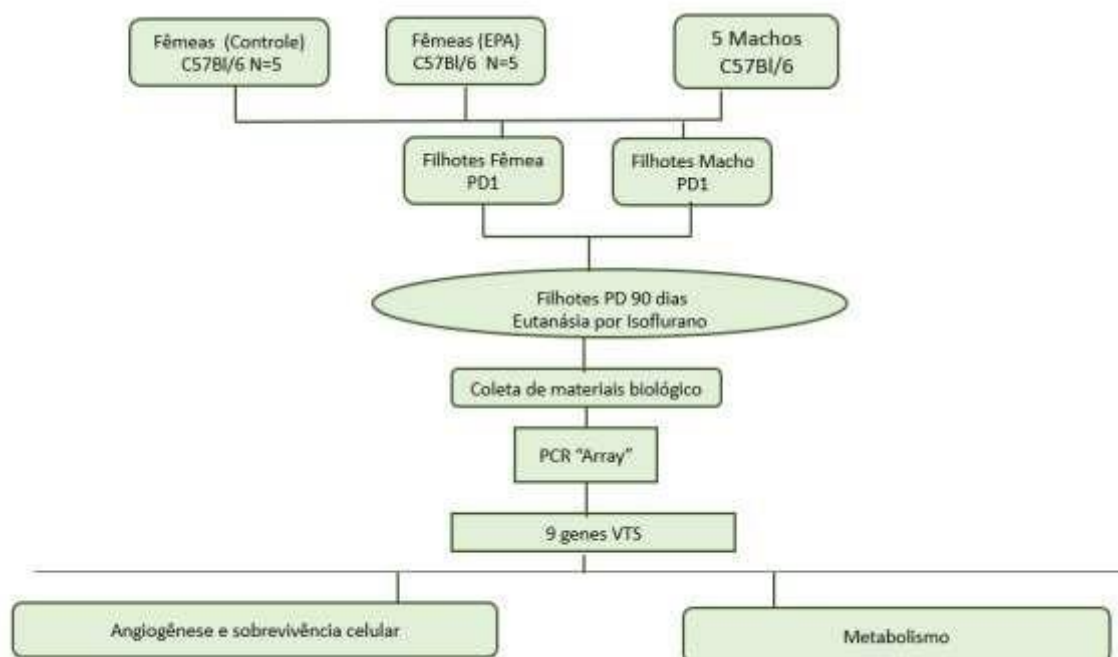 Fêmeas (Controle)
C57Bl/6 N=5
Fêmeas (EPA)
C57Bl/6 N=5
5 Machos
C57Bl/6
Filhotes Fêmea
PD1
Filhotes Macho
PD1
Filhotes PD 90 dias
Eutanásia por Isoflurano
Coleta de materiais biológico
PCR “Array”
9 genes VTS
Angiogênese e sobrevivência celular
Metabolismo